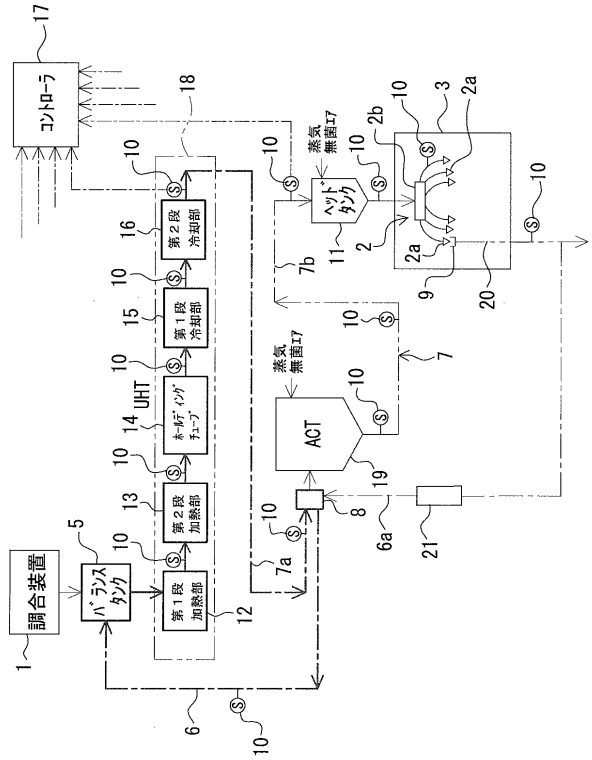 17
コントローラ
18
10
16
第2段
冷却部
10
15
第1段
冷却部
10
UHT
14
ホールディング
チューブ
10
13
第2段
加熱部
10
第1段
加熱部
12
5
バランス
タンク
調合装置
1
6
10
7a
10
8
6a
21
ACT
19
蒸気
無菌エア
10
7
10
7b
10
ヘッド
タンク
11
蒸気
無菌エア
10
2b
10
3
2a
2
2a
9
20
10
S
S
S
S
S
S
S
S
S
S
S
S
S